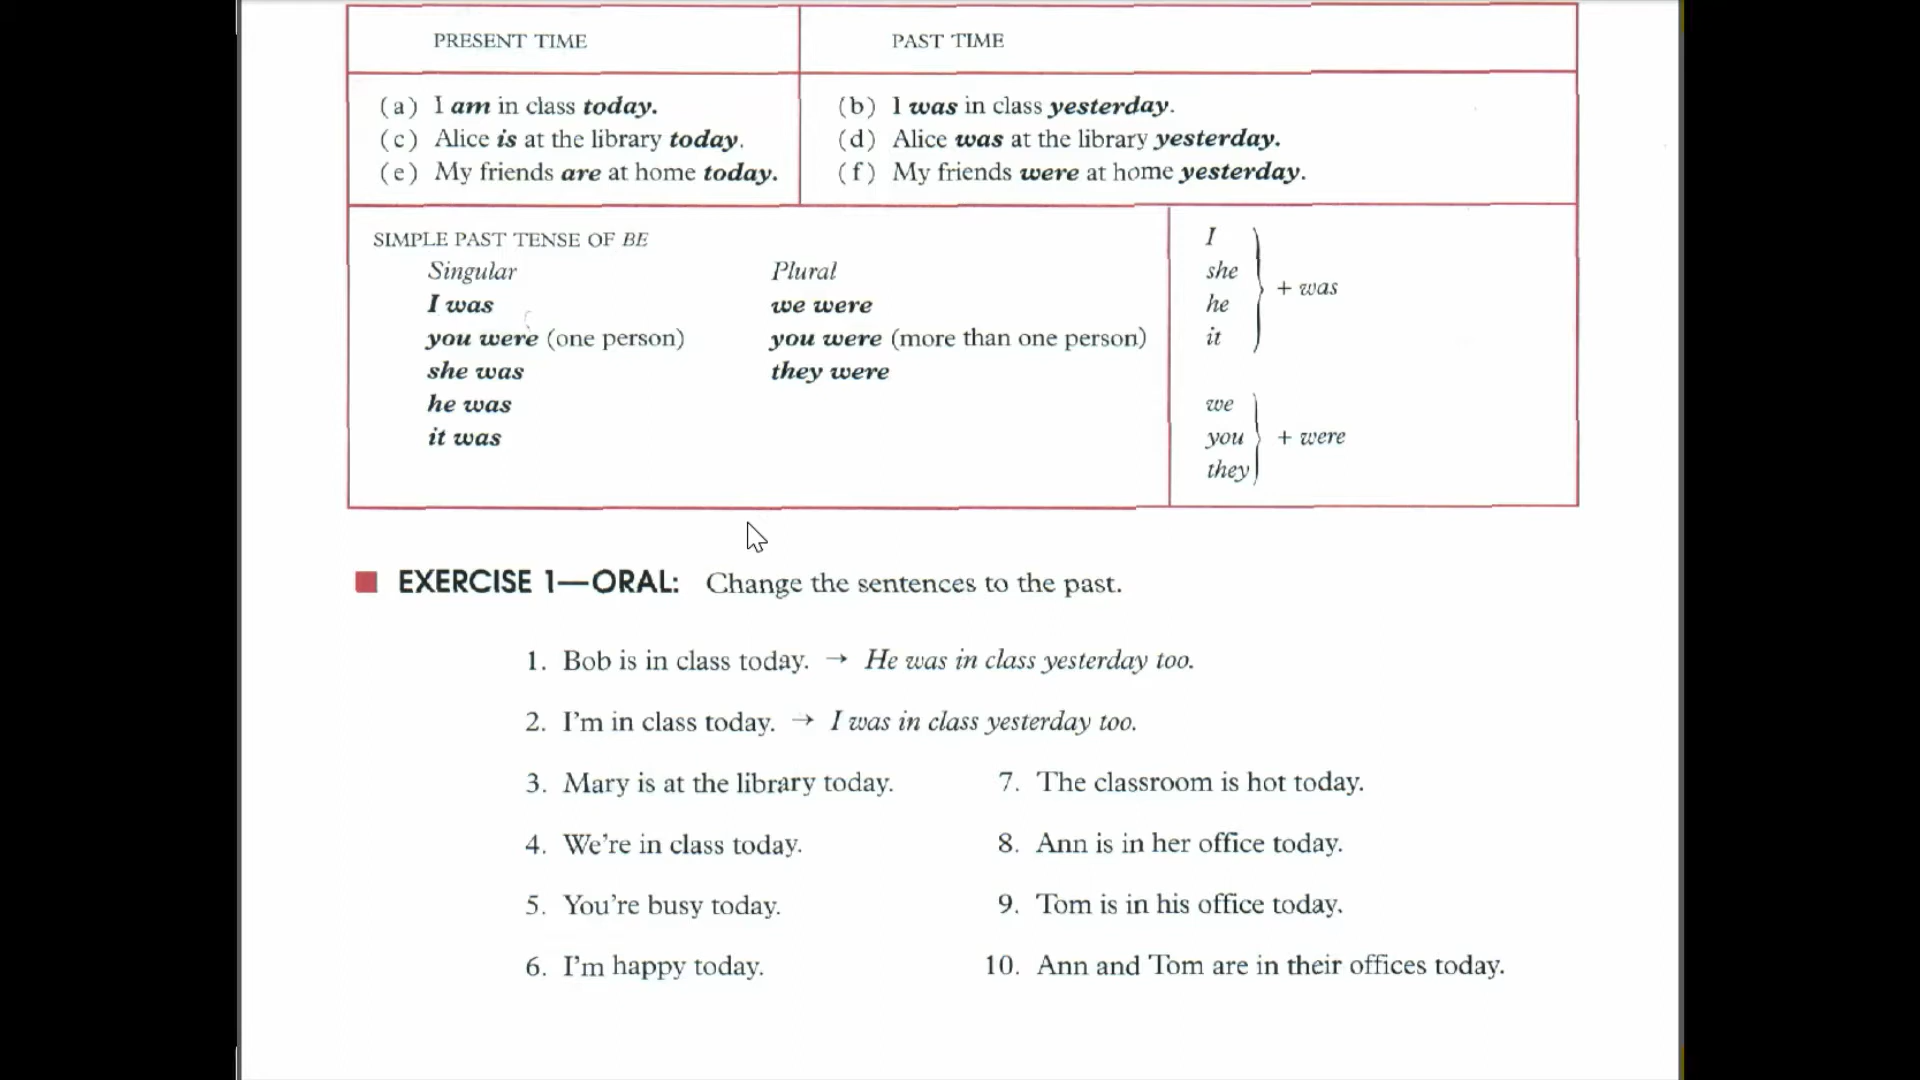 PRESENT TIME
PAST TIME
(a) I am in class today.
(c) Alice is at the library today.
(e) My friends are at home today.
(b) I was in class yesterday.
(d) Alice was at the library yesterday.
(f) My friends were at home yesterday.
SIMPLE PAST TENSE OF BE
Singular
I was
you were (one person)
she was
he was
it was
Plural
we were
you were (more than one person)
they were
I
she
he
it
+ was
we
you
they
+ were
EXERCISE 1—ORAL: Change the sentences to the past.
1. Bob is in class today. → He was in class yesterday too.
2. I'm in class today. → I was in class yesterday too.
3. Mary is at the library today.
4. We're in class today.
5. You're busy today.
6. I'm happy today.
7. The classroom is hot today.
8. Ann is in her office today.
9. Tom is in his office today.
10. Ann and Tom are in their offices today.